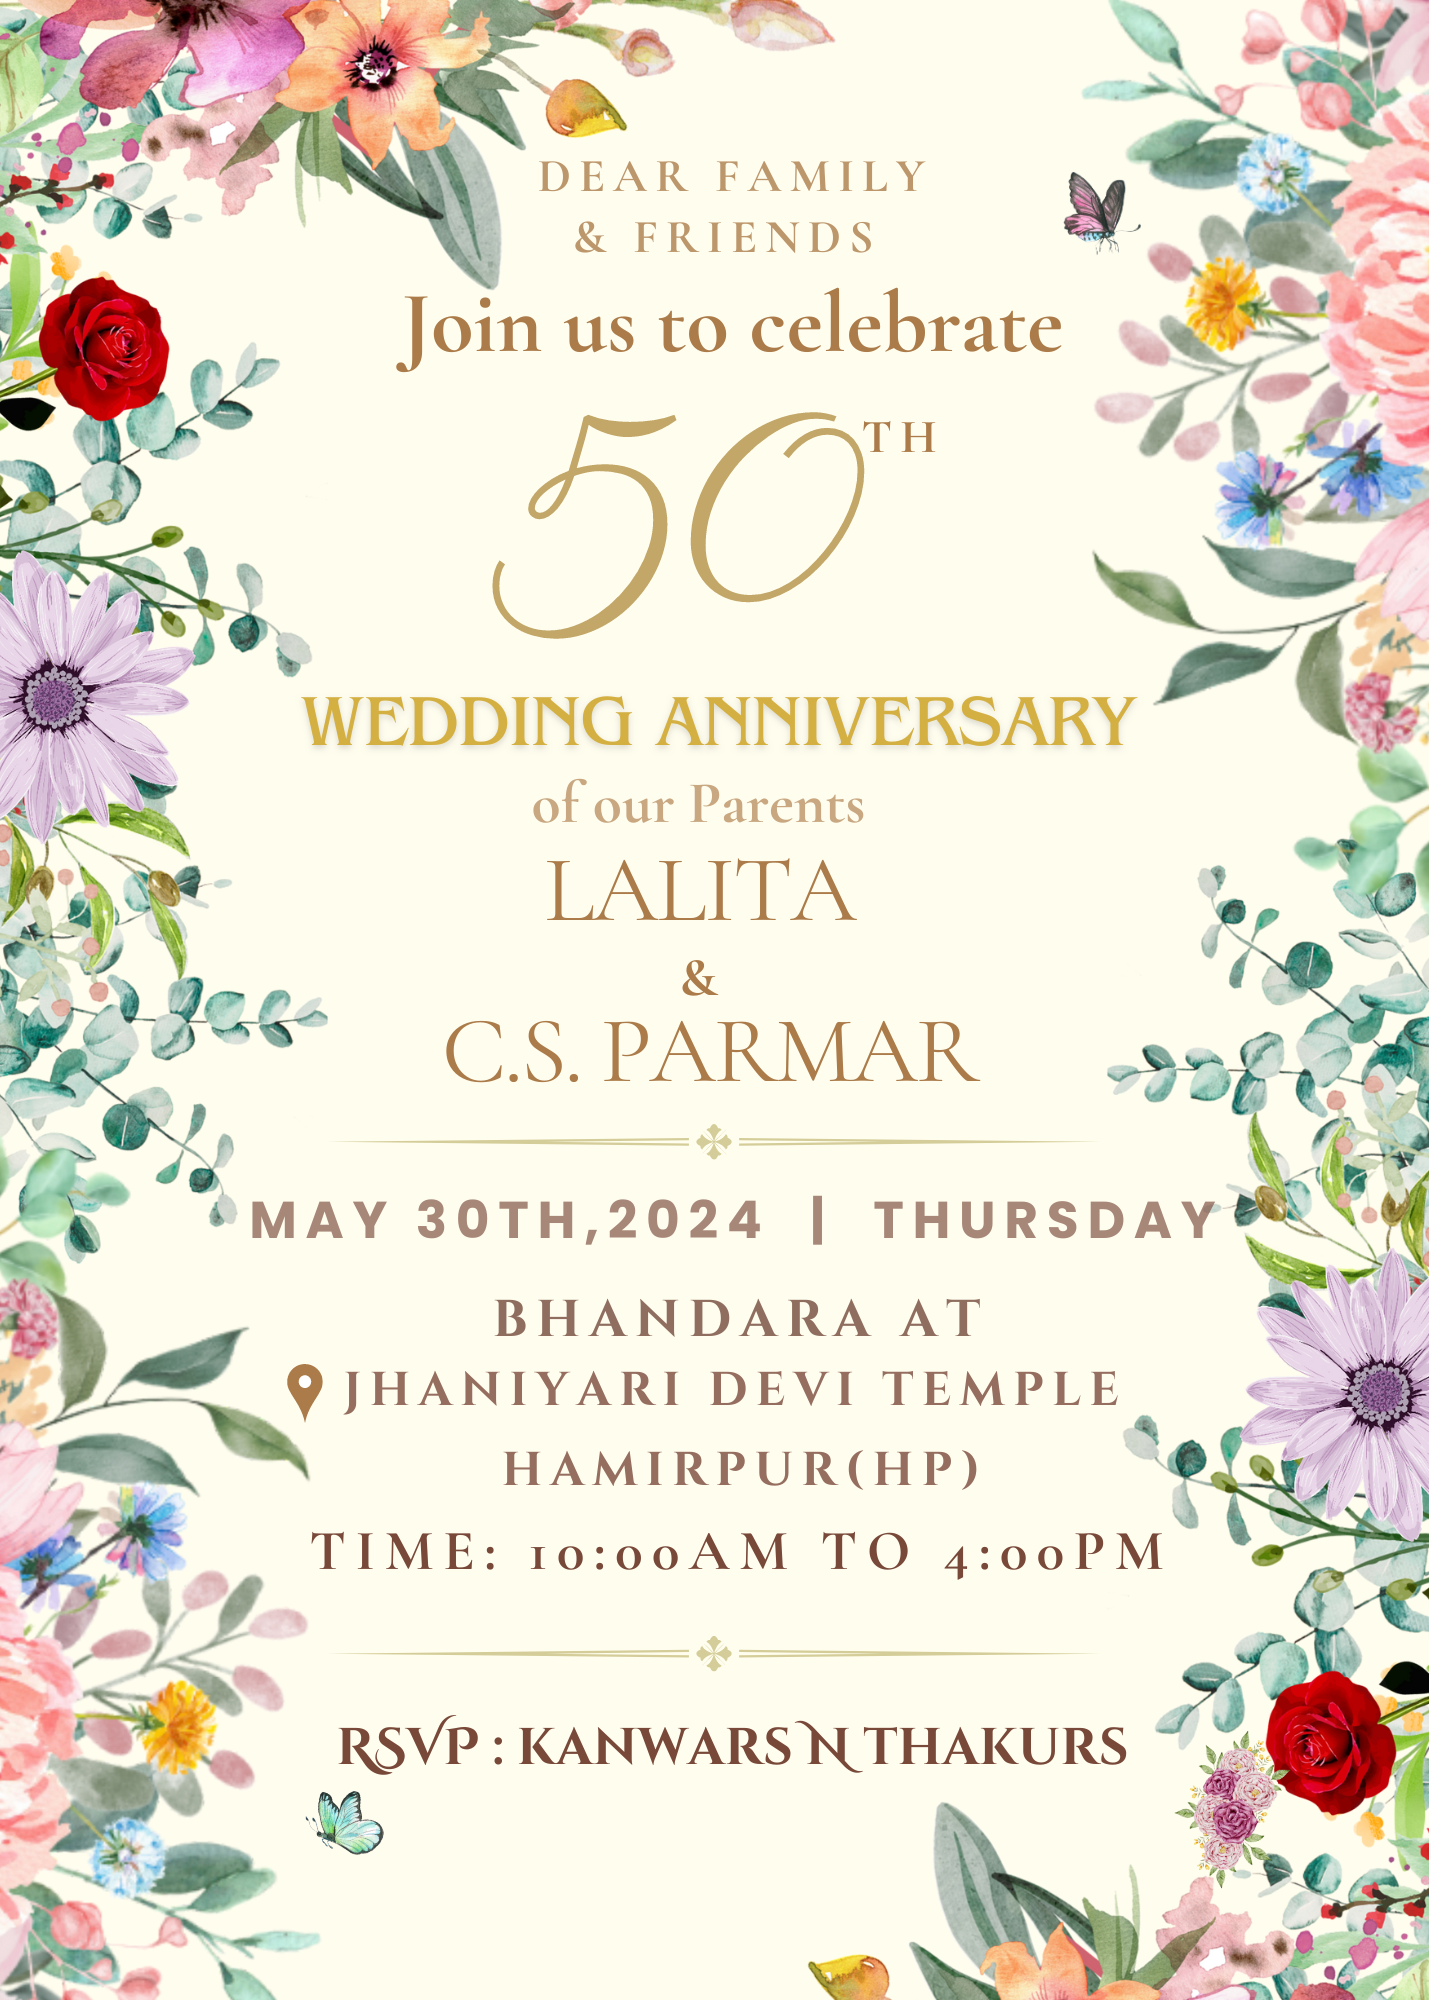 DEAR FAMILY
& FRIENDS
Join us to celebrate
50TH
WEDDING ANNIVERSARY
of our Parents
LALITA
&
C.S. PARMAR
MAY 30TH,2024 | THURSDAY
BHANDARA AT
JHANIYARI DEVI TEMPLE
HAMIRPUR(HP)
TIME: 10:00AM TO 4:00PM
RSVP : KANWARS N THAKURS